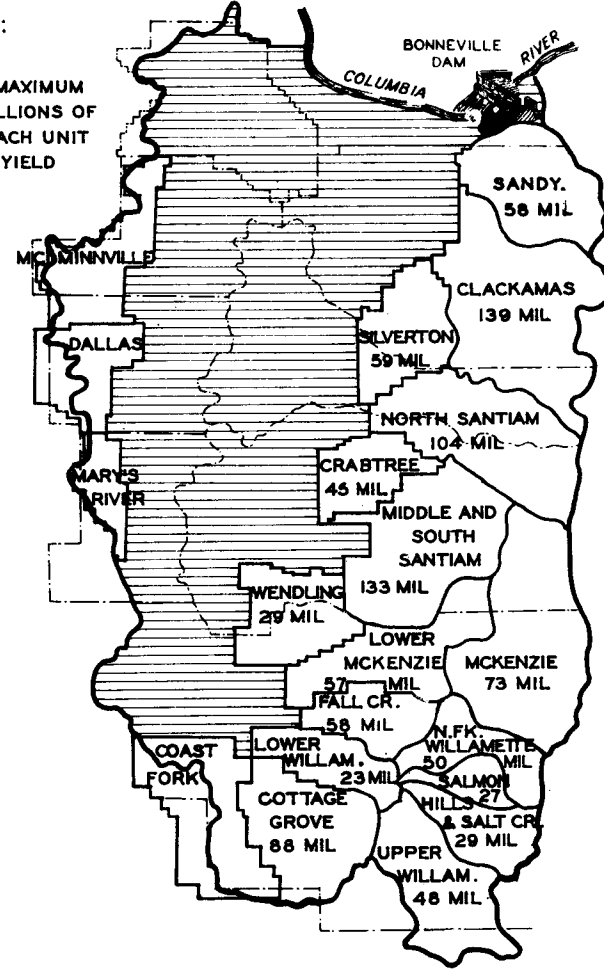 :
MAXIMUM
LLIONS OF
ACH UNIT
YIELD
BONNEVILLE
DAM
RIVER
COLUMBIA
SANDY.
58 MIL
MC.MINNVILLE
CLACKAMAS
139 MIL
DALLAS
SILVERTON
59 MIL
NORTH SANTIAM
104 MIL
CRABTREE
45 MIL
MARY'S
RIVER
MIDDLE AND
SOUTH
SANTIAM
133 MIL
WENDLING
29 MIL
LOWER
MCKENZIE
57 MIL
MCKENZIE
73 MIL
FALL CR.
58 MIL
N.FK.
WILLAMETTE
50 MIL
COAST
FORK
LOWER
WILLAM.
23 MIL
SALMON
27
COTTAGE
GROVE
88 MIL
HILLS
& SALT CR.
29 MIL
UPPER
WILLAM.
48 MIL